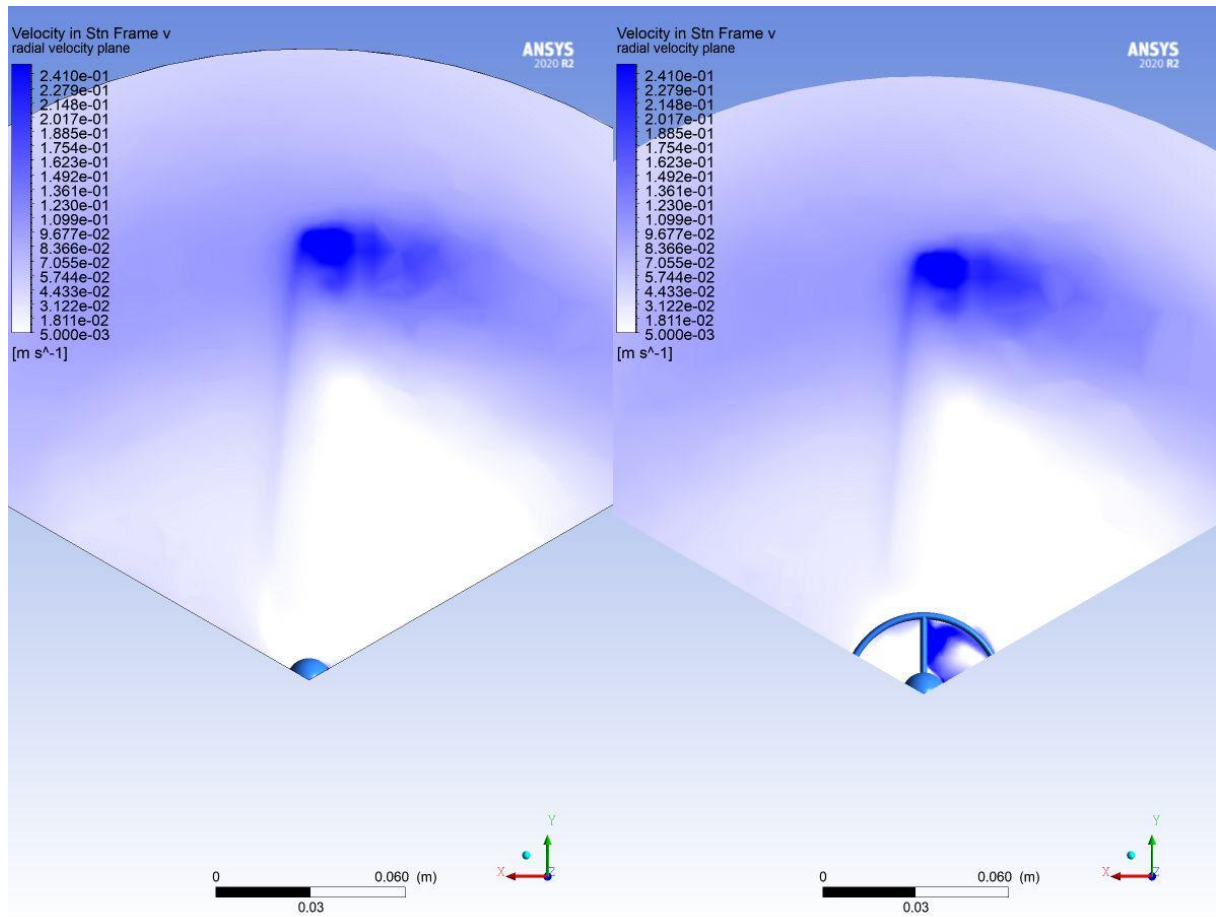 Velocity in Stn Frame v
radial velocity plane
2.410e-01
2.279e-01
2.148e-01
2.017e-01
1.885e-01
1.754e-01
1.623e-01
1.492e-01
1.361e-01
1.230e-01
1.099e-01
9.677e-02
8.366e-02
7.055e-02
5.744e-02
4.433e-02
3.122e-02
1.811e-02
5.000e-03
[m s^-1]
ANSYS
2020 R2
0 0.060 (m)
0.03
Y
X Z
Velocity in Stn Frame v
radial velocity plane
2.410e-01
2.279e-01
2.148e-01
2.017e-01
1.885e-01
1.754e-01
1.623e-01
1.492e-01
1.361e-01
1.230e-01
1.099e-01
9.677e-02
8.366e-02
7.055e-02
5.744e-02
4.433e-02
3.122e-02
1.811e-02
5.000e-03
[m s^-1]
ANSYS
2020 R2
0 0.060 (m)
0.03
Y
X Z